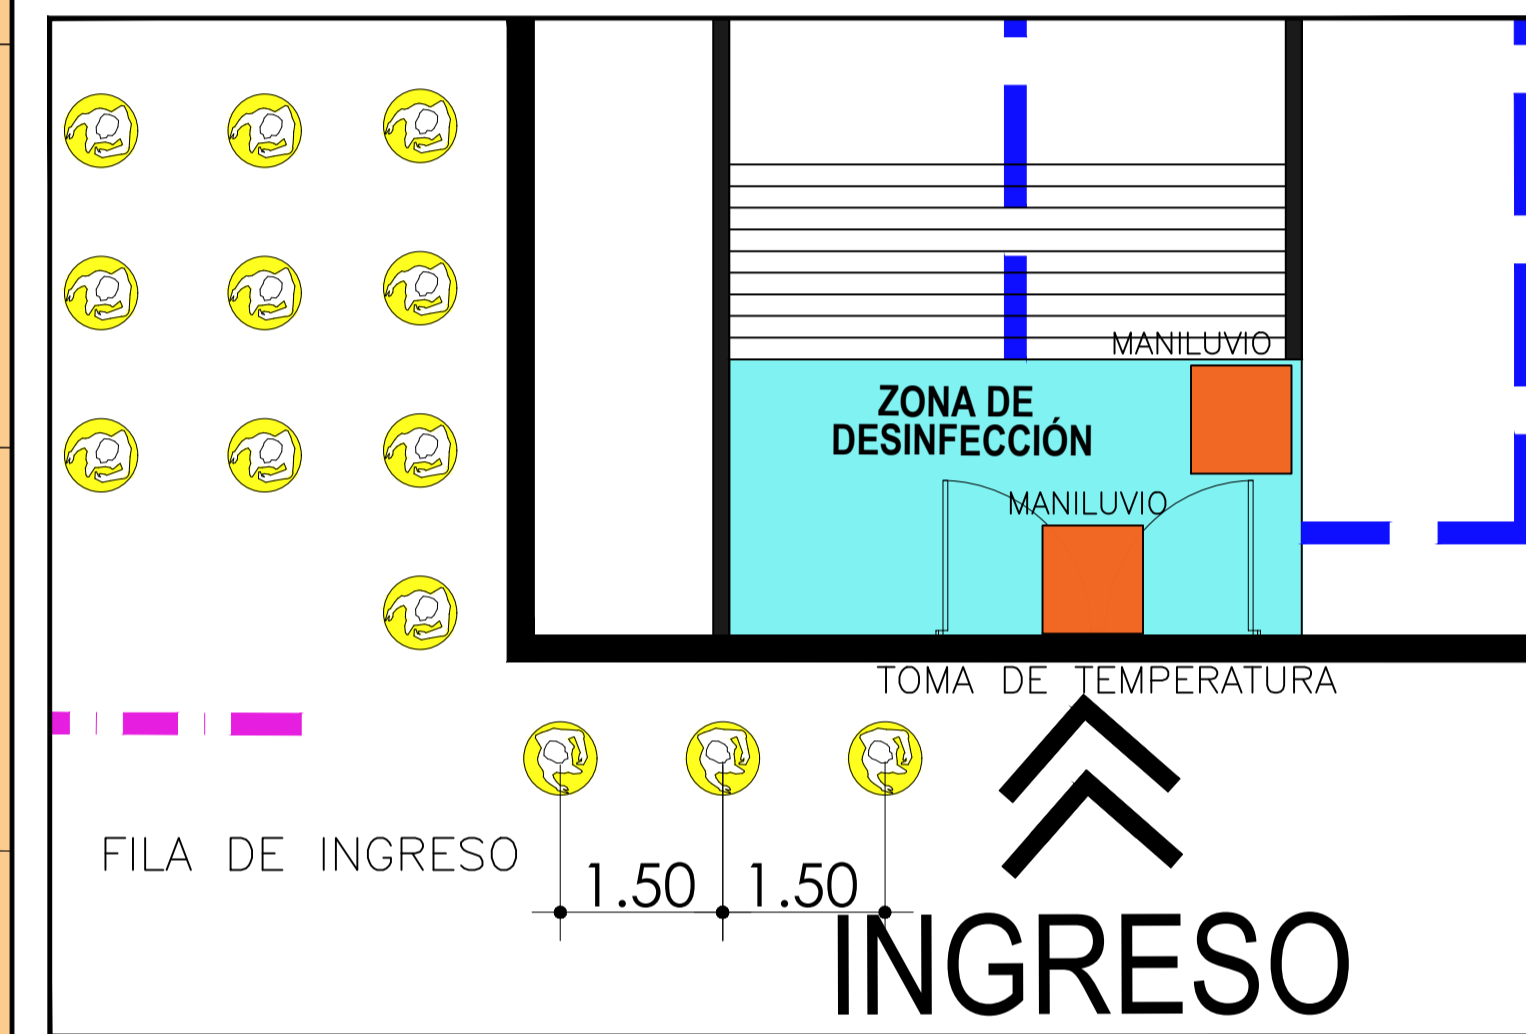 MANILUVIO
ZONA DE
DESINFECCIÓN
MANILUVIO
TOMA DE TEMPERATURA
FILA DE INGRESO
1.50 1.50
INGRESO